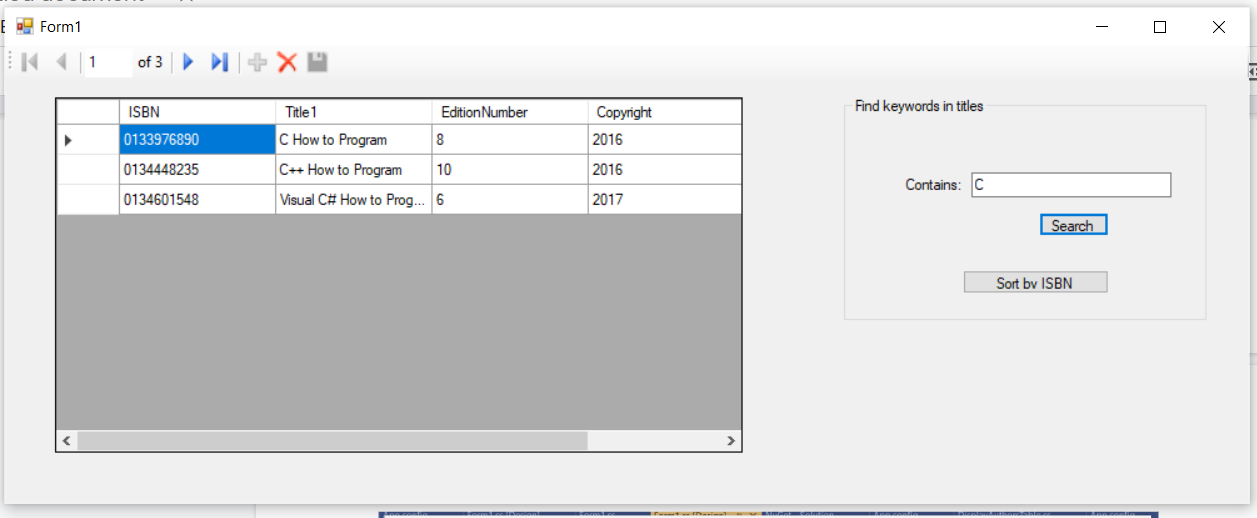 Form1
1 of 3
ISBN Title1 EditionNumber Copyright
0133976890 C How to Program 8 2016
0134448235 C++ How to Program 10 2016
0134601548 Visual C# How to Prog... 6 2017
Find keywords in titles
Contains: C
Search
Sort by ISBN